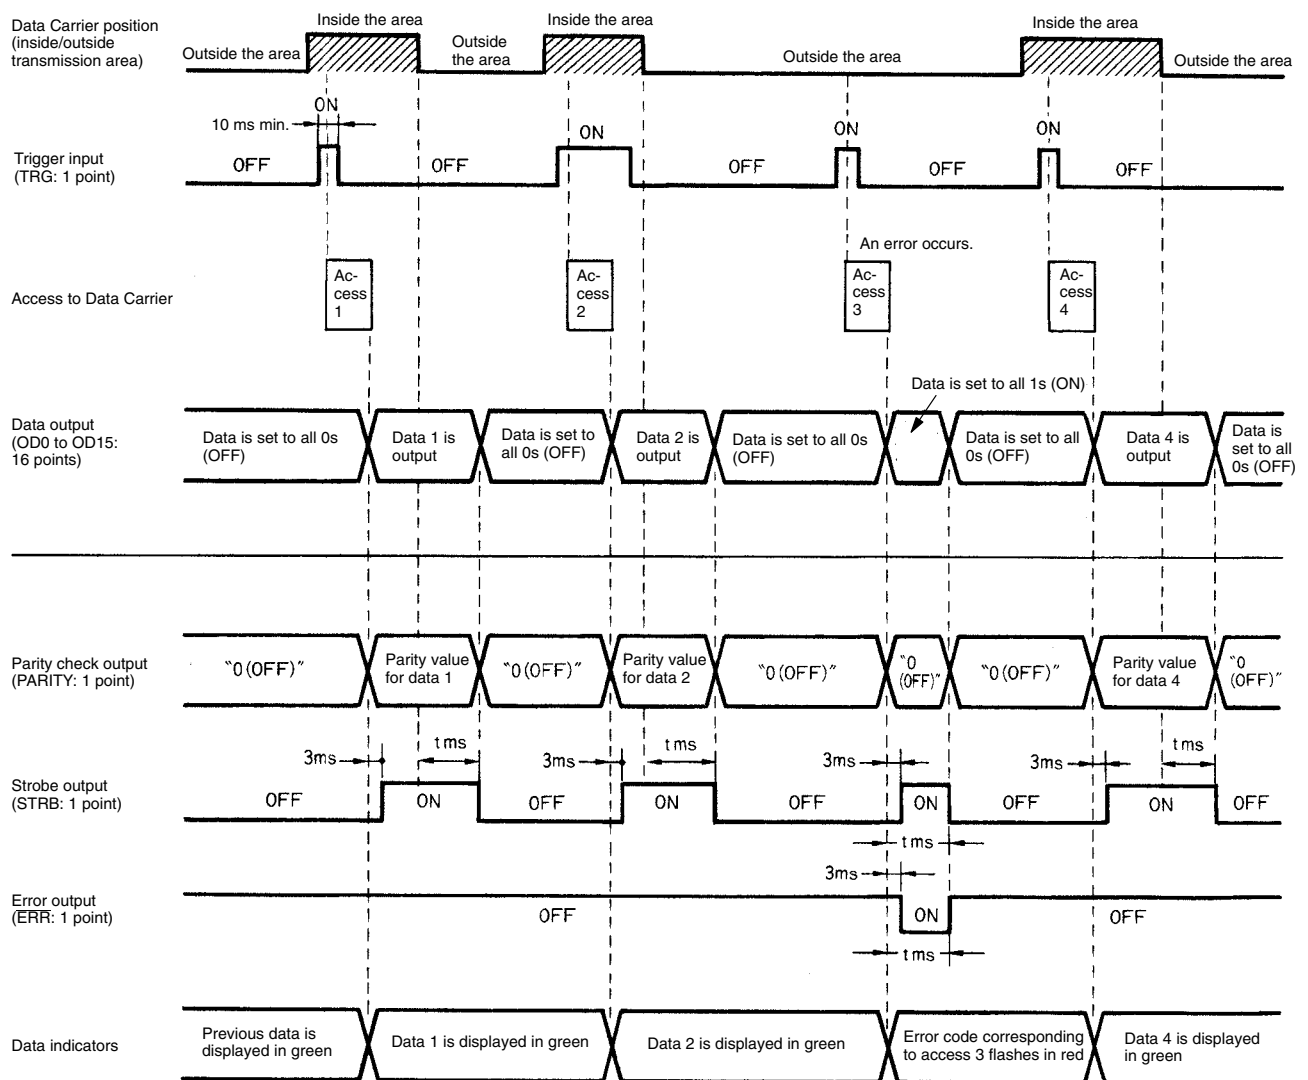 Data Carrier position
(inside/outside
transmission area)
Outside the area
Inside the area
Outside
the area
Inside the area
Outside the area
Inside the area
Outside the area
Trigger input
(TRG: 1 point)
10 ms min.
ON
OFF
OFF
ON
OFF
ON
OFF
ON
OFF
An error occurs.
Access to Data Carrier
Ac-
cess
1
Ac-
cess
2
Ac-
cess
3
Ac-
cess
4
Data is set to all 1s (ON)
Data output
(OD0 to OD15:
16 points)
Data is set to all 0s
(OFF)
Data 1 is
output
Data is set to
all 0s (OFF)
Data 2 is
output
Data is set to all 0s
(OFF)
Data is set to all
0s (OFF)
Data 4 is
output
Data is
set to all
0s (OFF)
Parity check output
(PARITY: 1 point)
"0 (OFF)"
Parity value
for data 1
"0 (OFF)"
Parity value
for data 2
"0 (OFF)"
"0
(OFF)"
"0 (OFF)"
Parity value
for data 4
"0
(OFF)"
Strobe output
(STRB: 1 point)
3ms
t ms
3ms
t ms
3ms
3ms
t ms
OFF
ON
OFF
ON
OFF
ON
OFF
ON
OFF
t ms
Error output
(ERR: 1 point)
3ms
OFF
ON
OFF
t ms
Data indicators
Previous data is
displayed in green
Data 1 is displayed in green
Data 2 is displayed in green
Error code corresponding
to access 3 flashes in red
Data 4 is displayed
in green